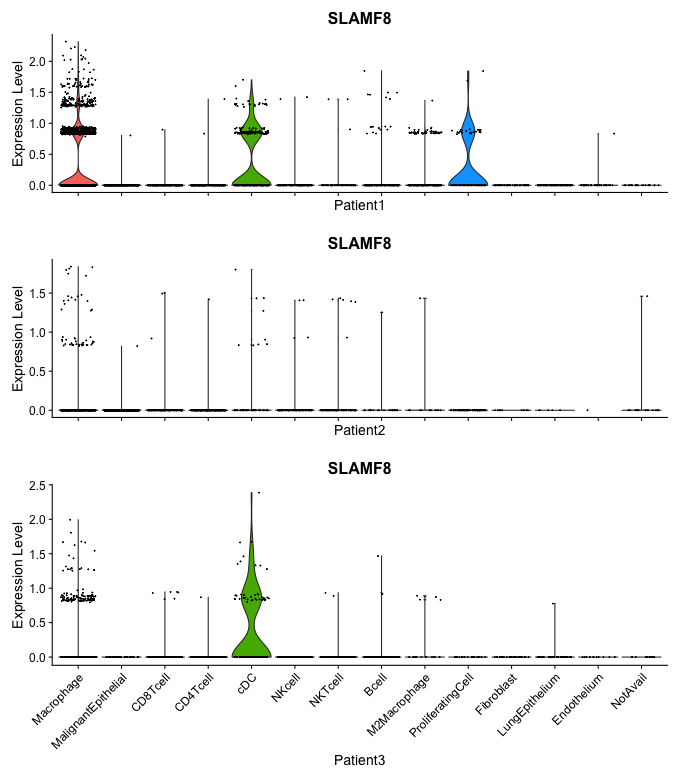 SLAMF8
Expression Level
2.0
1.5
1.0
0.5
0.0
Patient1
SLAMF8
Expression Level
1.5
1.0
0.5
0.0
Patient2
SLAMF8
Expression Level
2.5
2.0
1.5
1.0
0.5
0.0
Macrophage
MalignantEpithelial
CD8Tcell
CD4Tcell
cDC
NKcell
NKTcell
Bcell
M2Macrophage
ProliferatingCell
Fibroblast
LungEpithelium
Endothelium
NotAvail
Patient3